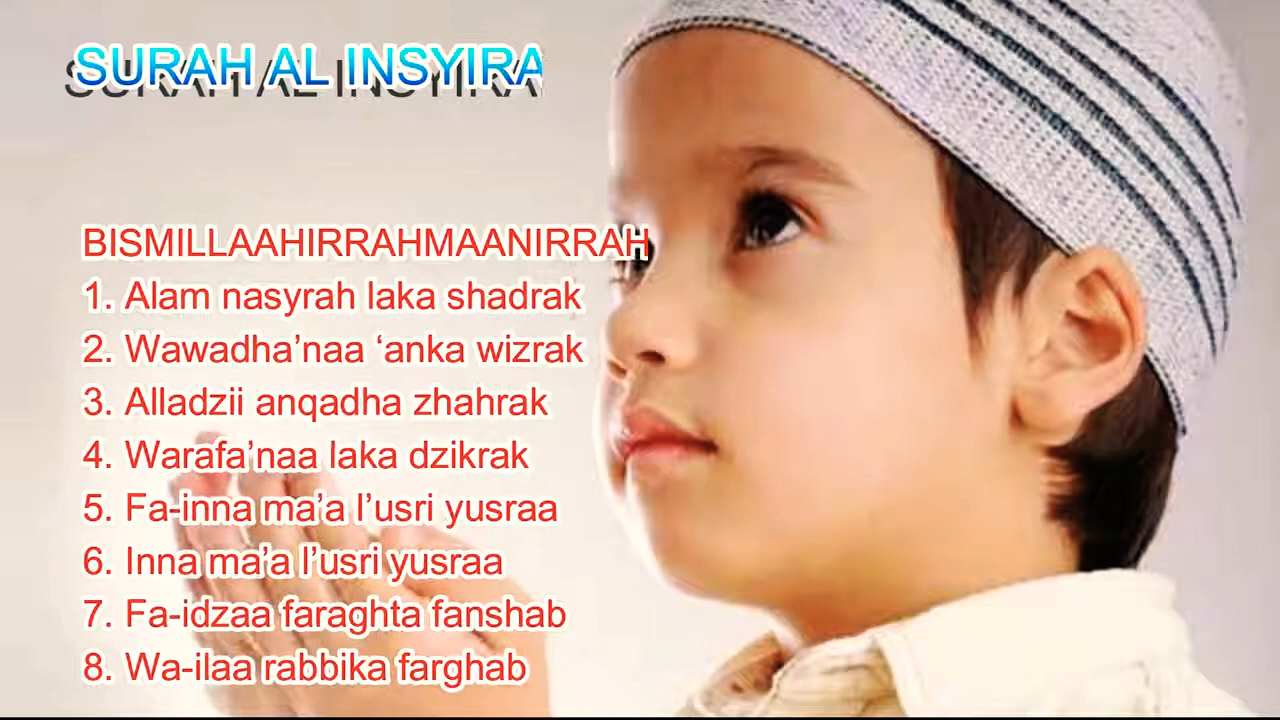 SURAH AL INSYIRA
BISMILLAAHIRRAHMAANIRRAH
1. Alam nasyrah laka shadrak
2. Wawadha’naa ‘anka wizrak
3. Alladzii anqadha zhahrak
4. Warafa’naa laka dzikrak
5. Fa-inna ma’a l’usri yusraa
6. Inna ma’a l’usri yusraa
7. Fa-idzaa faraghta fanshab
8. Wa-ilaa rabbika farghab